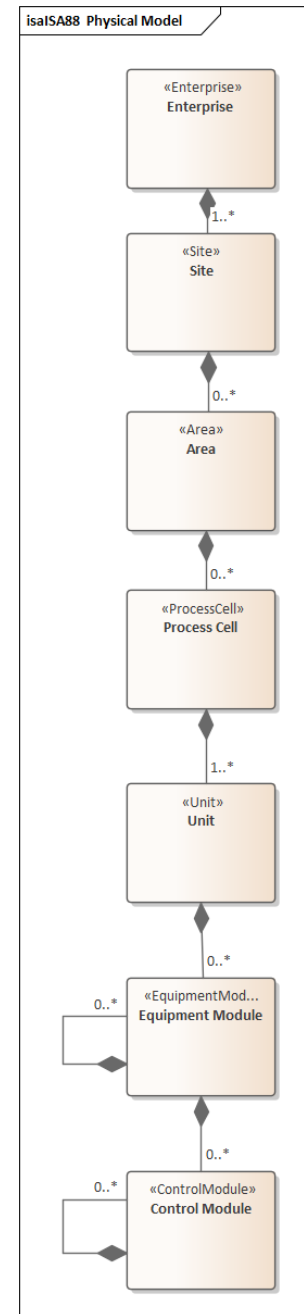 isaISA88 Physical Model
«Enterprise»
Enterprise
1..*
«Site»
Site
0..*
«Area»
Area
0..*
«ProcessCell»
Process Cell
1..*
«Unit»
Unit
0..*
«EquipmentMod...
Equipment Module
0..*
0..*
«ControlModule»
Control Module
0..*